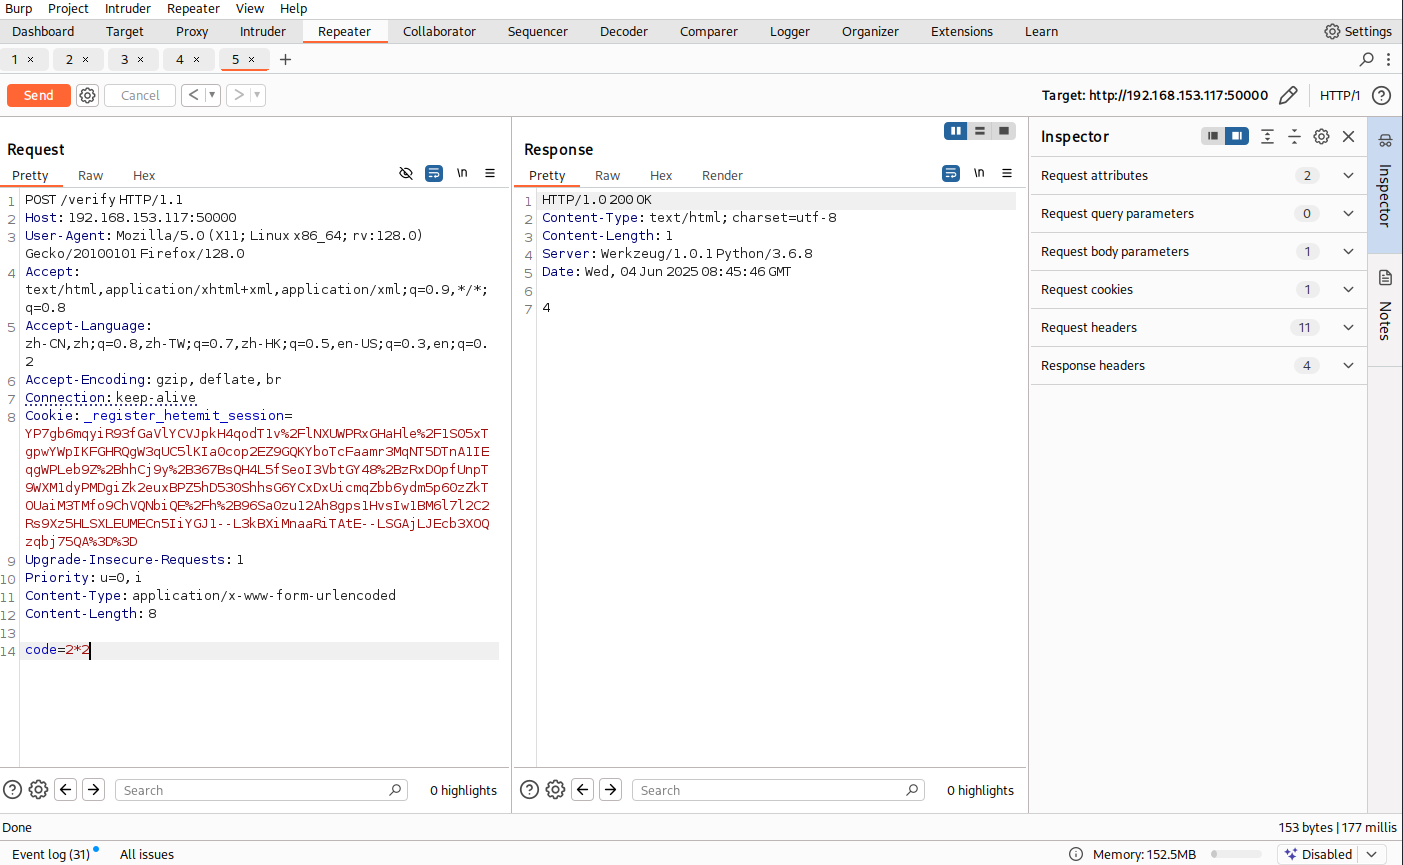 Burp Project Intruder Repeater View Help
Dashboard Target Proxy Intruder Repeater Collaborator Sequencer Decoder Comparer Logger Organizer Extensions Learn Settings
1 × 2 × 3 × 4 × 5 × +
Send Cancel < > Target: http://192.168.153.117:50000 HTTP/1 ?
Request
Pretty Raw Hex \n
1 POST /verify HTTP/1.1
2 Host: 192.168.153.117:50000
3 User-Agent: Mozilla/5.0 (X11; Linux x86_64; rv:128.0)
Gecko/20100101 Firefox/128.0
4 Accept:
text/html,application/xhtml+xml,application/xml;q=0.9,*/*;
q=0.8
5 Accept-Language:
zh-CN,zh;q=0.8,zh-TW;q=0.7,zh-HK;q=0.5,en-US;q=0.3,en;q=0.
2
6 Accept-Encoding: gzip, deflate, br
7 Connection: keep-alive
8 Cookie: _register_hetemit_session=
YP7gb6mqyiR93fGaVlYCVJpkH4qodT1v%2FlNXUWPRxGHaHle%2F1S05xT
gpwYWpIKFGHRQgW3qUC5lKIa0cop2EZ9GQKYboTcFaamr3MqNT5DTnA1IE
qgWPLeb9Z%2BhhCj9y%2B367BsQH4L5fSeoI3VbtGY48%2BzRxDOpfUnpT
9WXM1dyPMDgiZk2euxBPZ5hD53OShhsG6YCxDxUicmqZbb6ydm5p60zZkT
OUaiM3TMfo9ChVQNbiQE%2Fh%2B96Sa0zu12Ah8gps1HvsIw1BM6l7l2C2
Rs9Xz5HLSXLEUMECn5IiYGJ1--L3kBXiMnaaRiTAtE--LSGAjLJEcb3XOQ
zqbj75QA%3D%3D
9 Upgrade-Insecure-Requests: 1
10 Priority: u=0, i
11 Content-Type: application/x-www-form-urlencoded
12 Content-Length: 8
13
14 code=2*2
? Search 0 highlights
Response
Pretty Raw Hex Render \n
1 HTTP/1.0 200 OK
2 Content-Type: text/html; charset=utf-8
3 Content-Length: 1
4 Server: Werkzeug/1.0.1 Python/3.6.8
5 Date: Wed, 04 Jun 2025 08:45:46 GMT
6
7 4
? Search 0 highlights
Inspector
Request attributes 2
Request query parameters 0
Request body parameters 1
Request cookies 1
Request headers 11
Response headers 4
Inspector
Notes
Done 153 bytes | 177 millis
Event log (31) All issues Memory: 152.5MB Disabled